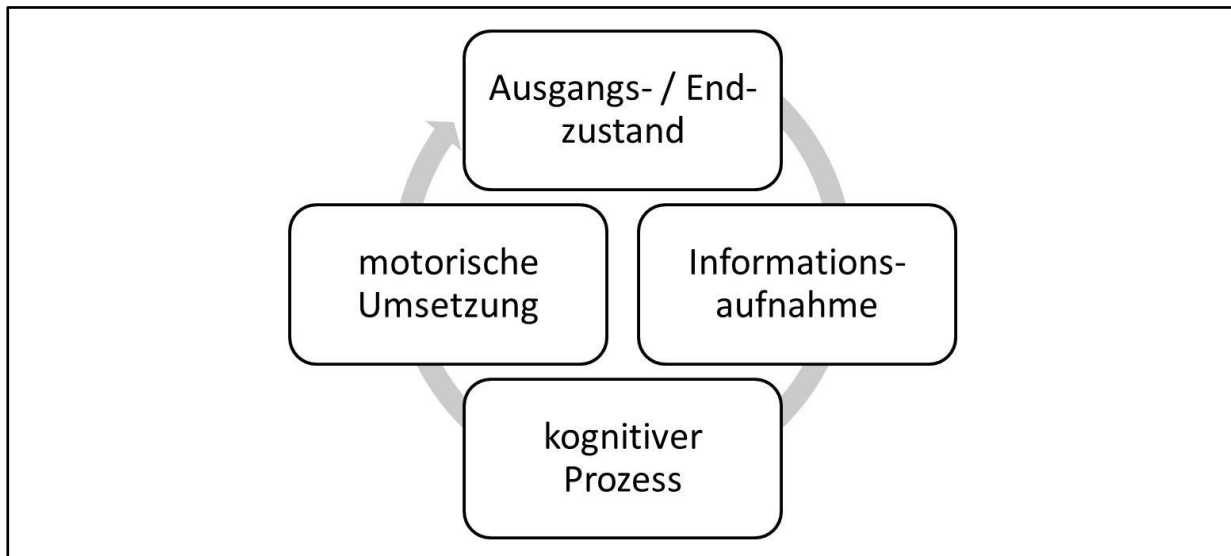 Ausgangs- / End-
zustand
Informations-
aufnahme
kognitiver
Prozess
motorische
Umsetzung